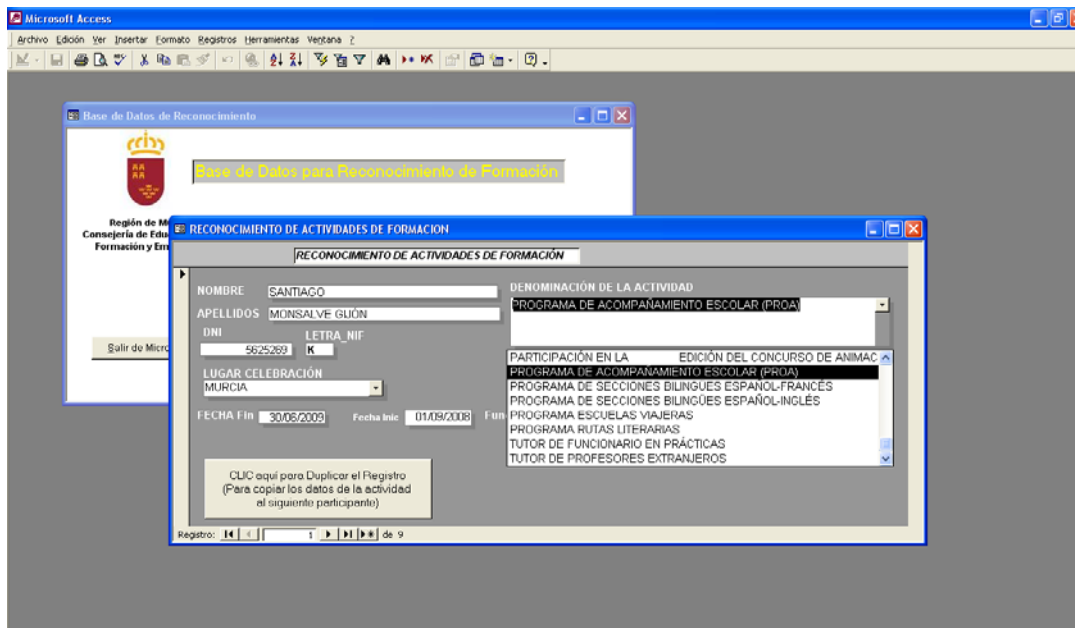 Microsoft Access
Archivo Edición Ver Insertar Formato Registros Herramientas Ventana ?
Base de Datos de Reconocimiento
Base de Datos para Reconocimiento de Formación
Región de M
Consejería de Edu
Formación y Em
Salir de Micro
RECONOCIMIENTO DE ACTIVIDADES DE FORMACION
RECONOCIMIENTO DE ACTIVIDADES DE FORMACIÓN
NOMBRE SANTIAGO
APELLIDOS MONSALVE GIJÓN
DNI LETRA_NIF
5625269 K
LUGAR CELEBRACIÓN
MURCIA
FECHA Fin 30/06/2009 Fecha Inic 01/09/2008 Fun
CLIC aquí para Duplicar el Registro
(Para copiar los datos de la actividad
al siguiente participante)
DENOMINACIÓN DE LA ACTIVIDAD
PROGRAMA DE ACOMPAÑAMIENTO ESCOLAR (PROA)
PARTICIPACIÓN EN LA EDICIÓN DEL CONCURSO DE ANIMAC
PROGRAMA DE ACOMPAÑAMIENTO ESCOLAR (PROA)
PROGRAMA DE SECCIONES BILINGÜES ESPAÑOL-FRANCÉS
PROGRAMA DE SECCIONES BILINGÜES ESPAÑOL-INGLÉS
PROGRAMA ESCUELAS VIAJERAS
PROGRAMA RUTAS LITERARIAS
TUTOR DE FUNCIONARIO EN PRÁCTICAS
TUTOR DE PROFESORES EXTRANJEROS
Registro: 1 de 9